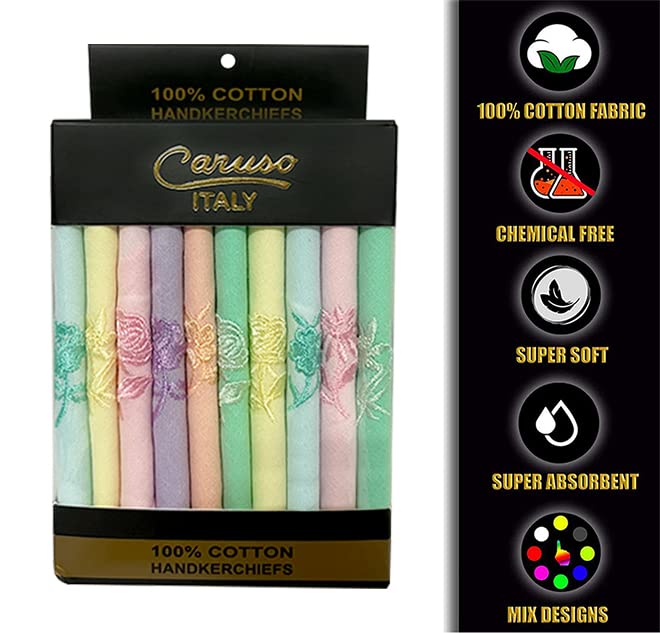 100% COTTON
HANDKERCHIEFS
Caruso
ITALY
100% COTTON
HANDKERCHIEFS
100% COTTON FABRIC
CHEMICAL FREE
SUPER SOFT
SUPER ABSORBENT
MIX DESIGNS